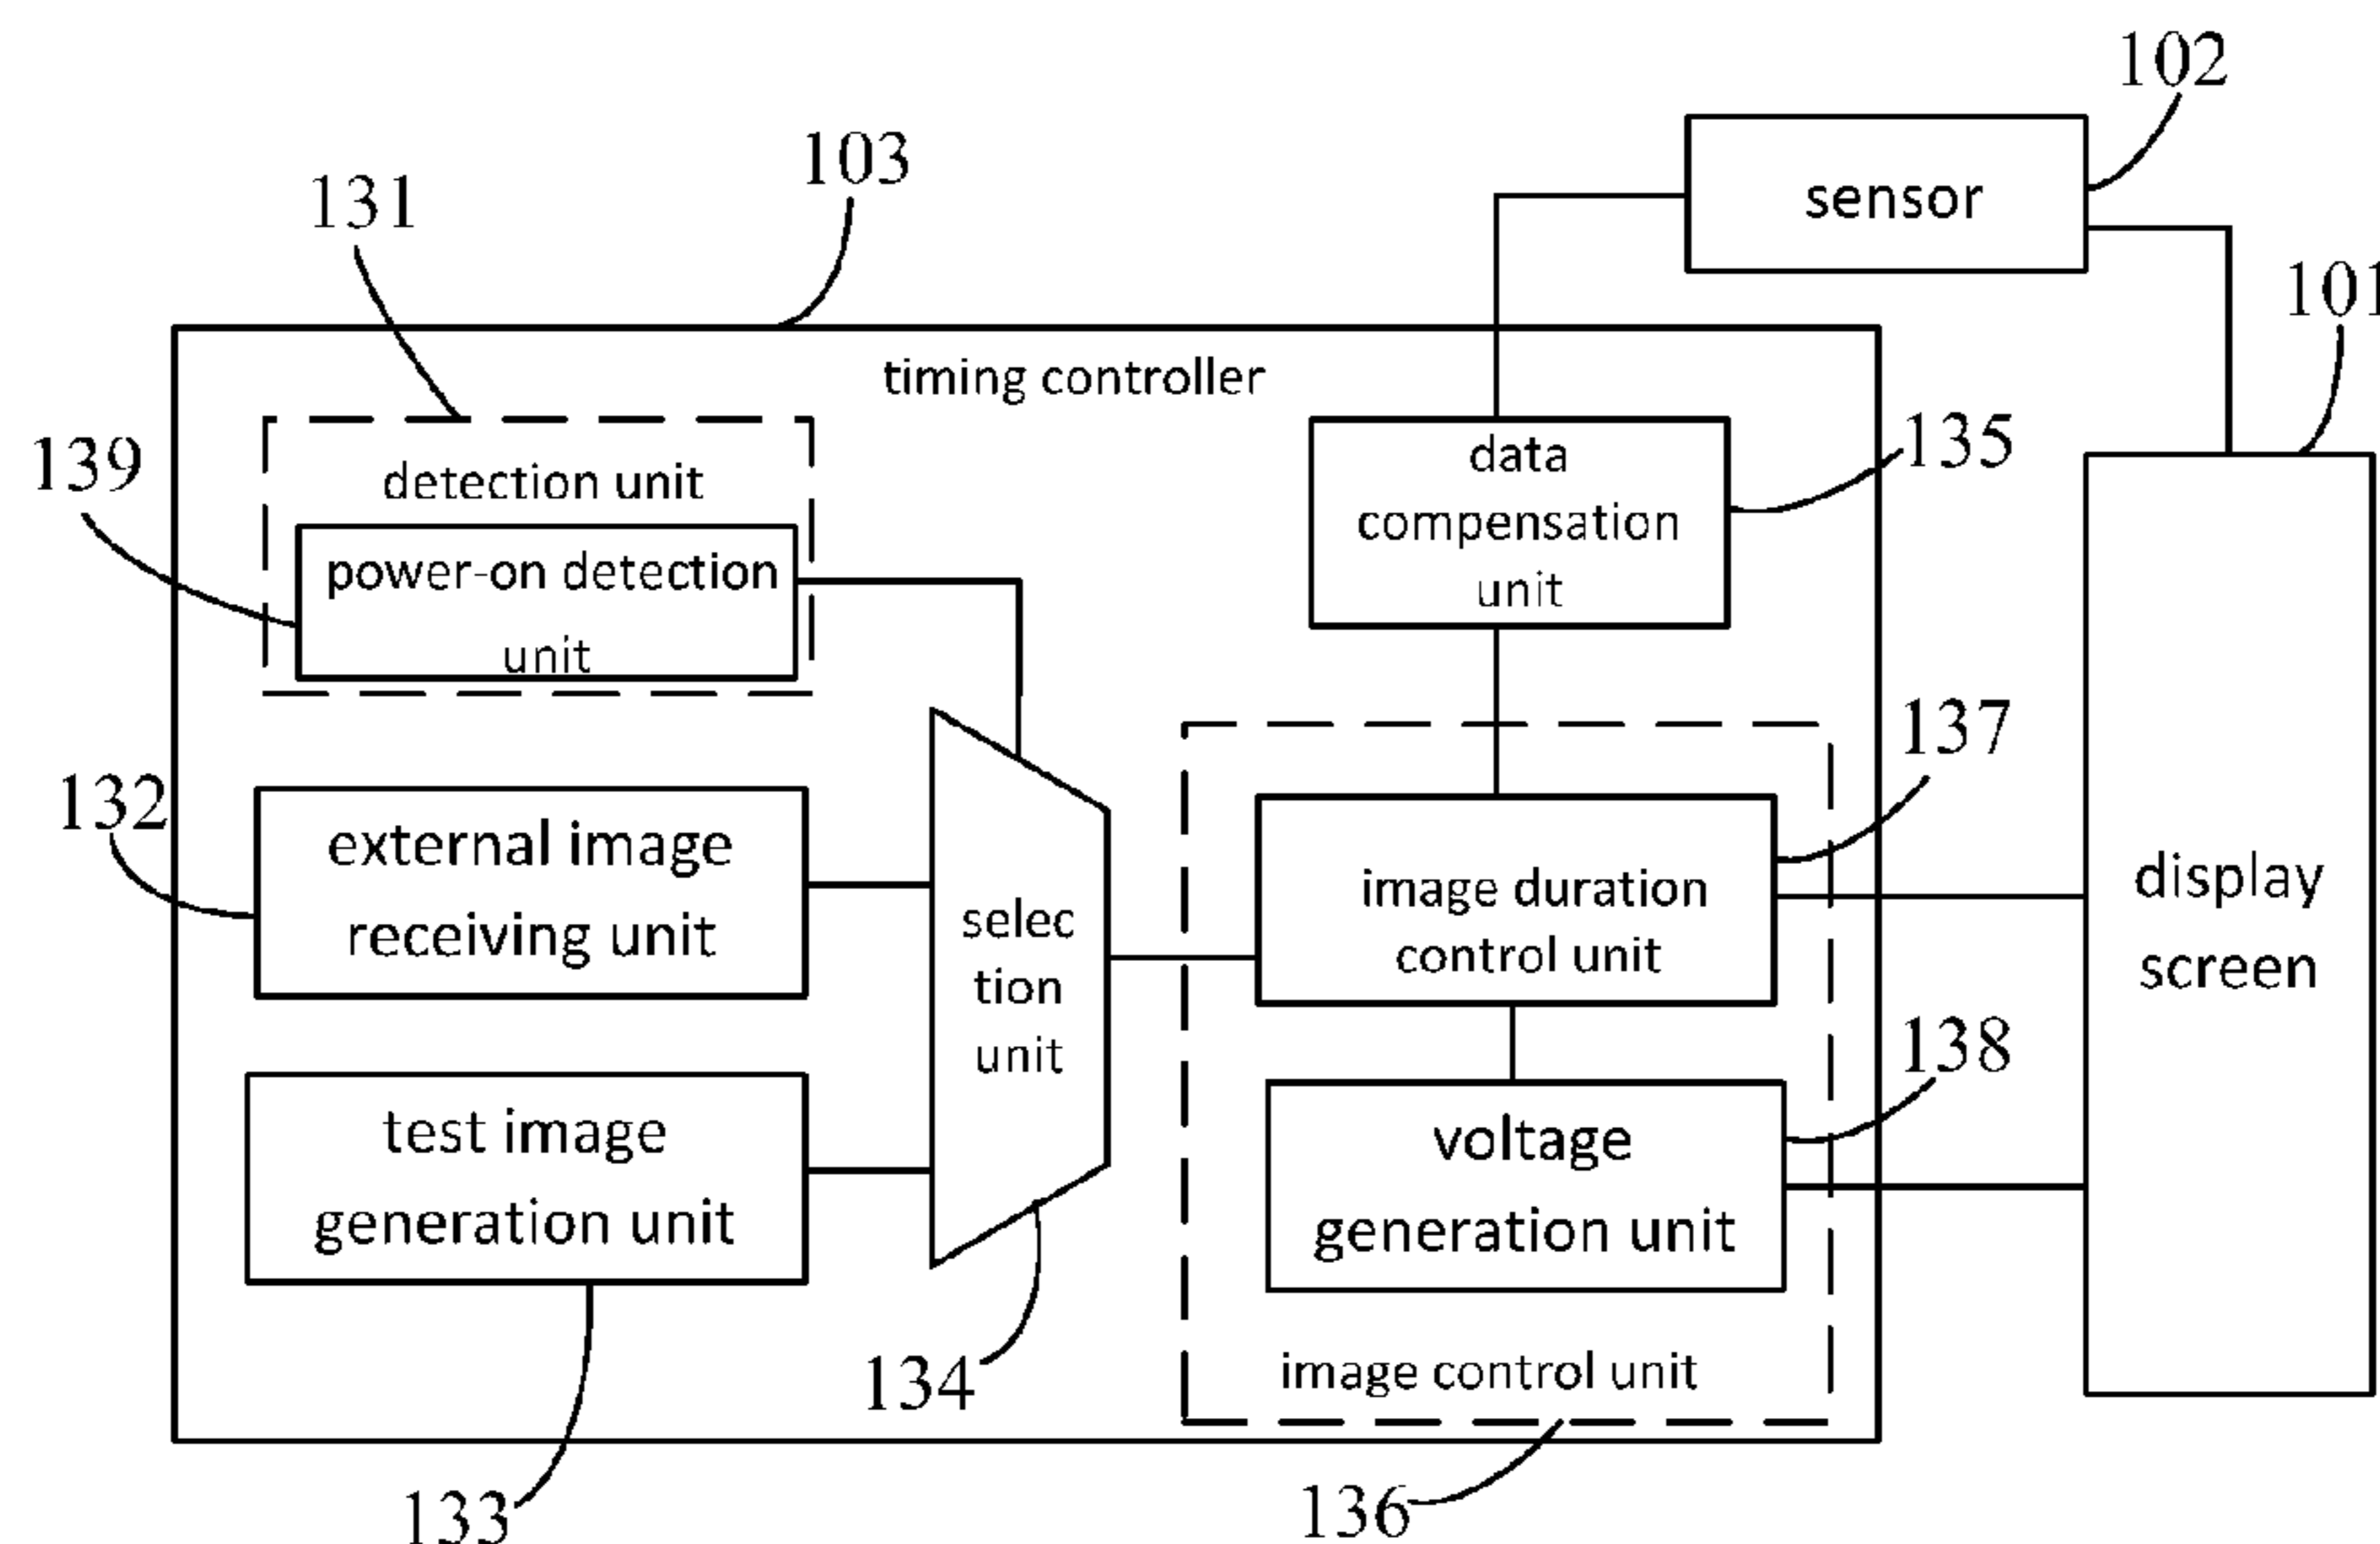 102
103
sensor
131
101
timing controller
139
detection unit
data
compensation
unit
135
power-on detection
unit
137
132
external image
receiving unit
selec
tion
unit
image duration
control unit
display
screen
138
test image
generation unit
voltage
generation unit
134
image control unit
133
136